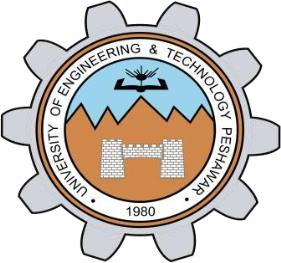 · UNIVERSITY OF ENGINEERING & TECHNOLOGY PESHAWAR ·
1980